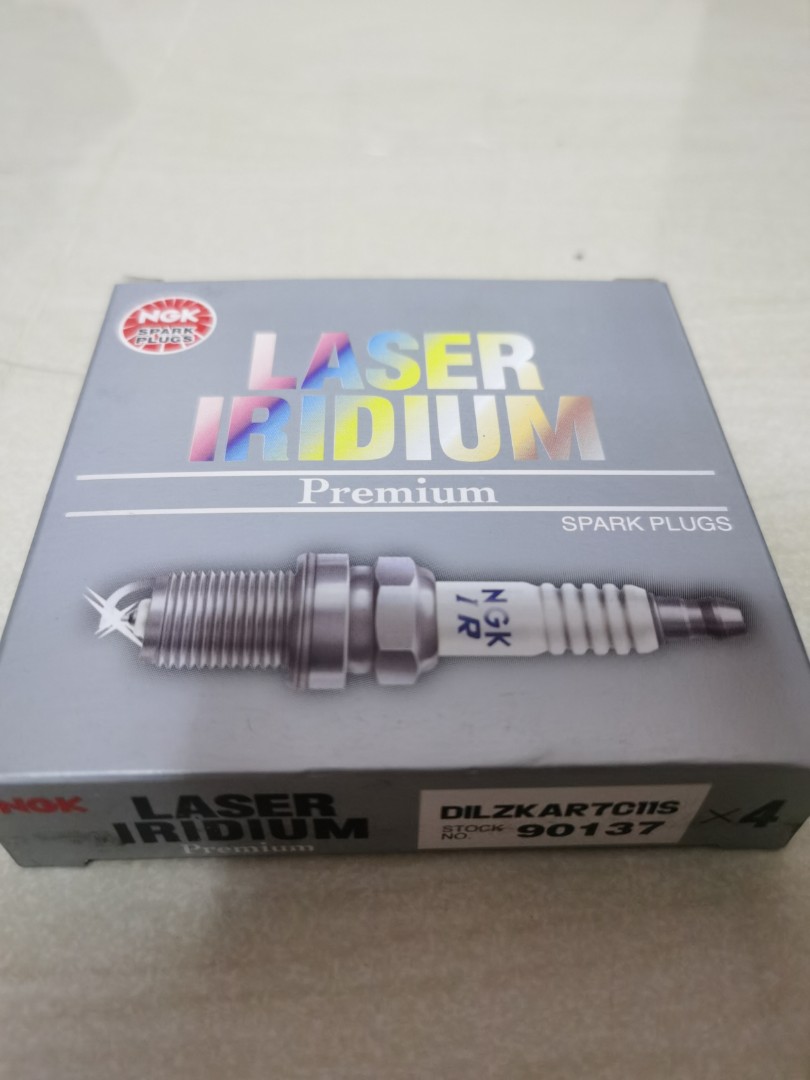 NGK
SPARK
PLUGS
LASER
IRIDIUM
Premium
SPARK PLUGS
NGK
IR
NGK
LASER
IRIDIUM
Premium
DILZKAR7C11S
STOCK NO. 90137
×4